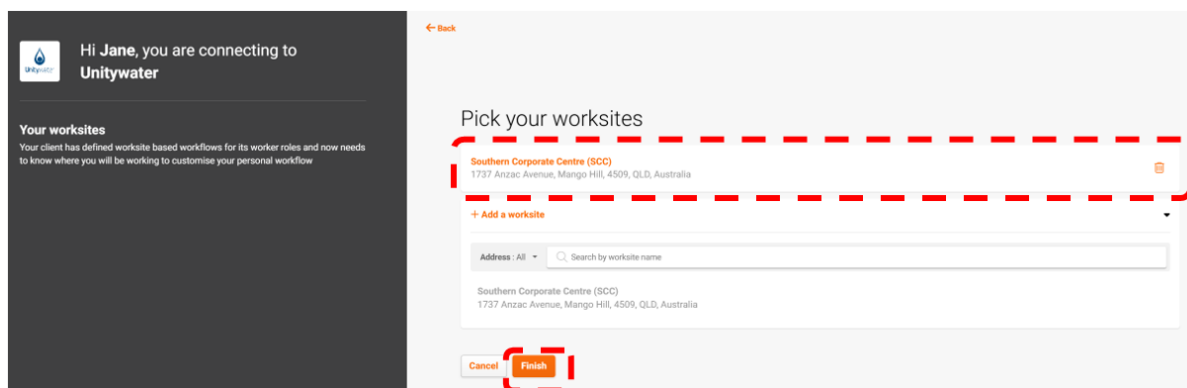 Unitywater
Hi Jane, you are connecting to
Unitywater
Your worksites
Your client has defined worksite based workflows for its worker roles and now needs
to know where you will be working to customise your personal workflow
Back
Pick your worksites
Southern Corporate Centre (SCC)
1737 Anzac Avenue, Mango Hill, 4509, QLD, Australia
+ Add a worksite
Address : All Search by worksite name
Southern Corporate Centre (SCC)
1737 Anzac Avenue, Mango Hill, 4509, QLD, Australia
Cancel Finish